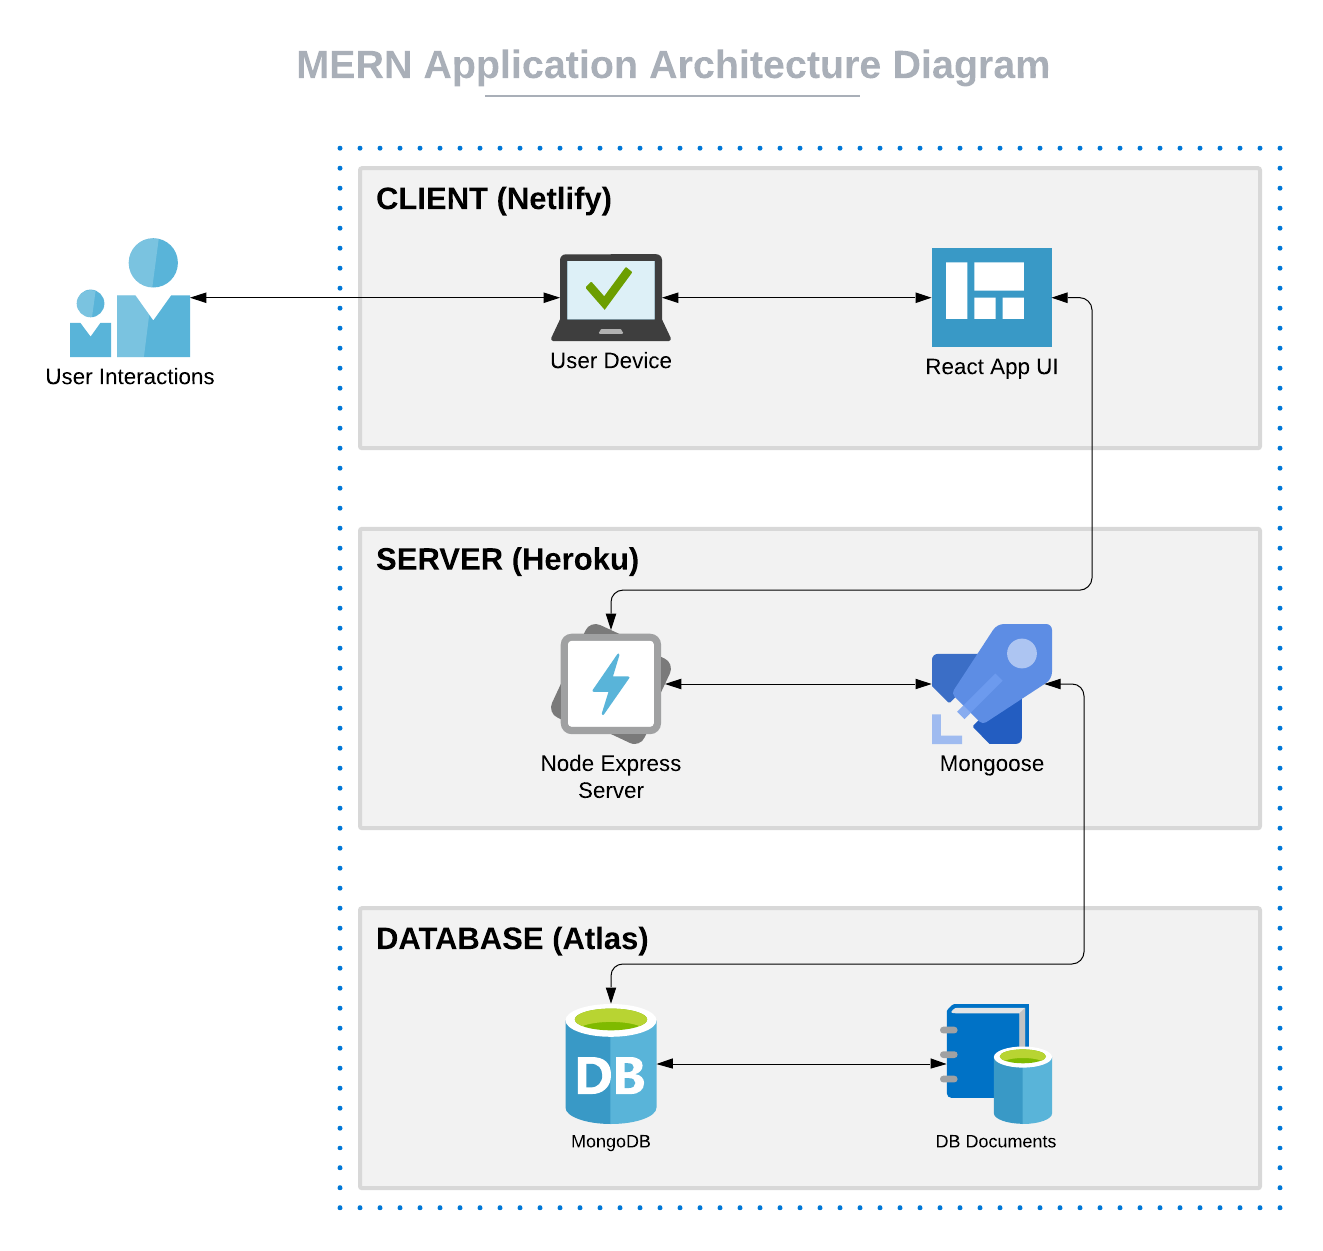 MERN Application Architecture Diagram
CLIENT (Netlify)
User Interactions
User Device
React App UI
SERVER (Heroku)
Node Express
Server
Mongoose
DATABASE (Atlas)
DB
MongoDB
DB Documents